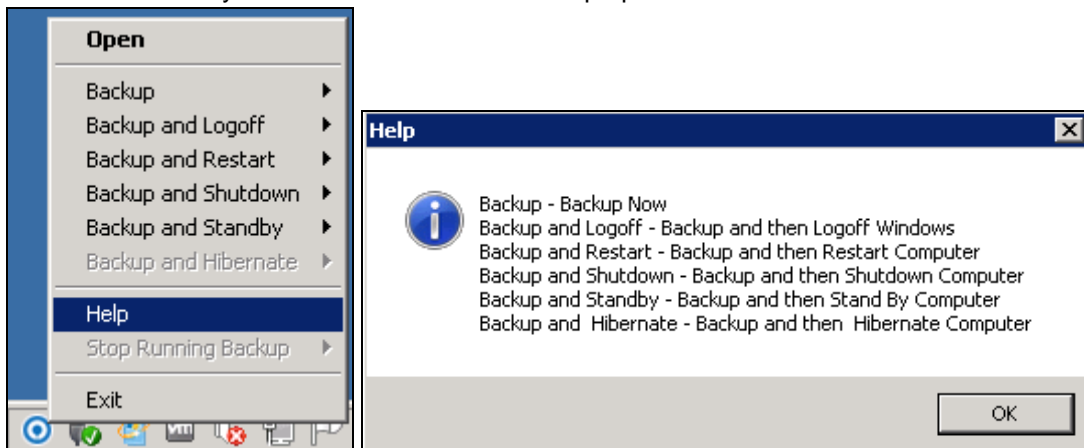 Open
Backup
Backup and Logoff
Backup and Restart
Backup and Shutdown
Backup and Standby
Backup and Hibernate
Help
Stop Running Backup
Exit
Help
Backup - Backup Now
Backup and Logoff - Backup and then Logoff Windows
Backup and Restart - Backup and then Restart Computer
Backup and Shutdown - Backup and then Shutdown Computer
Backup and Standby - Backup and then Stand By Computer
Backup and  Hibernate - Backup and then  Hibernate Computer
OK